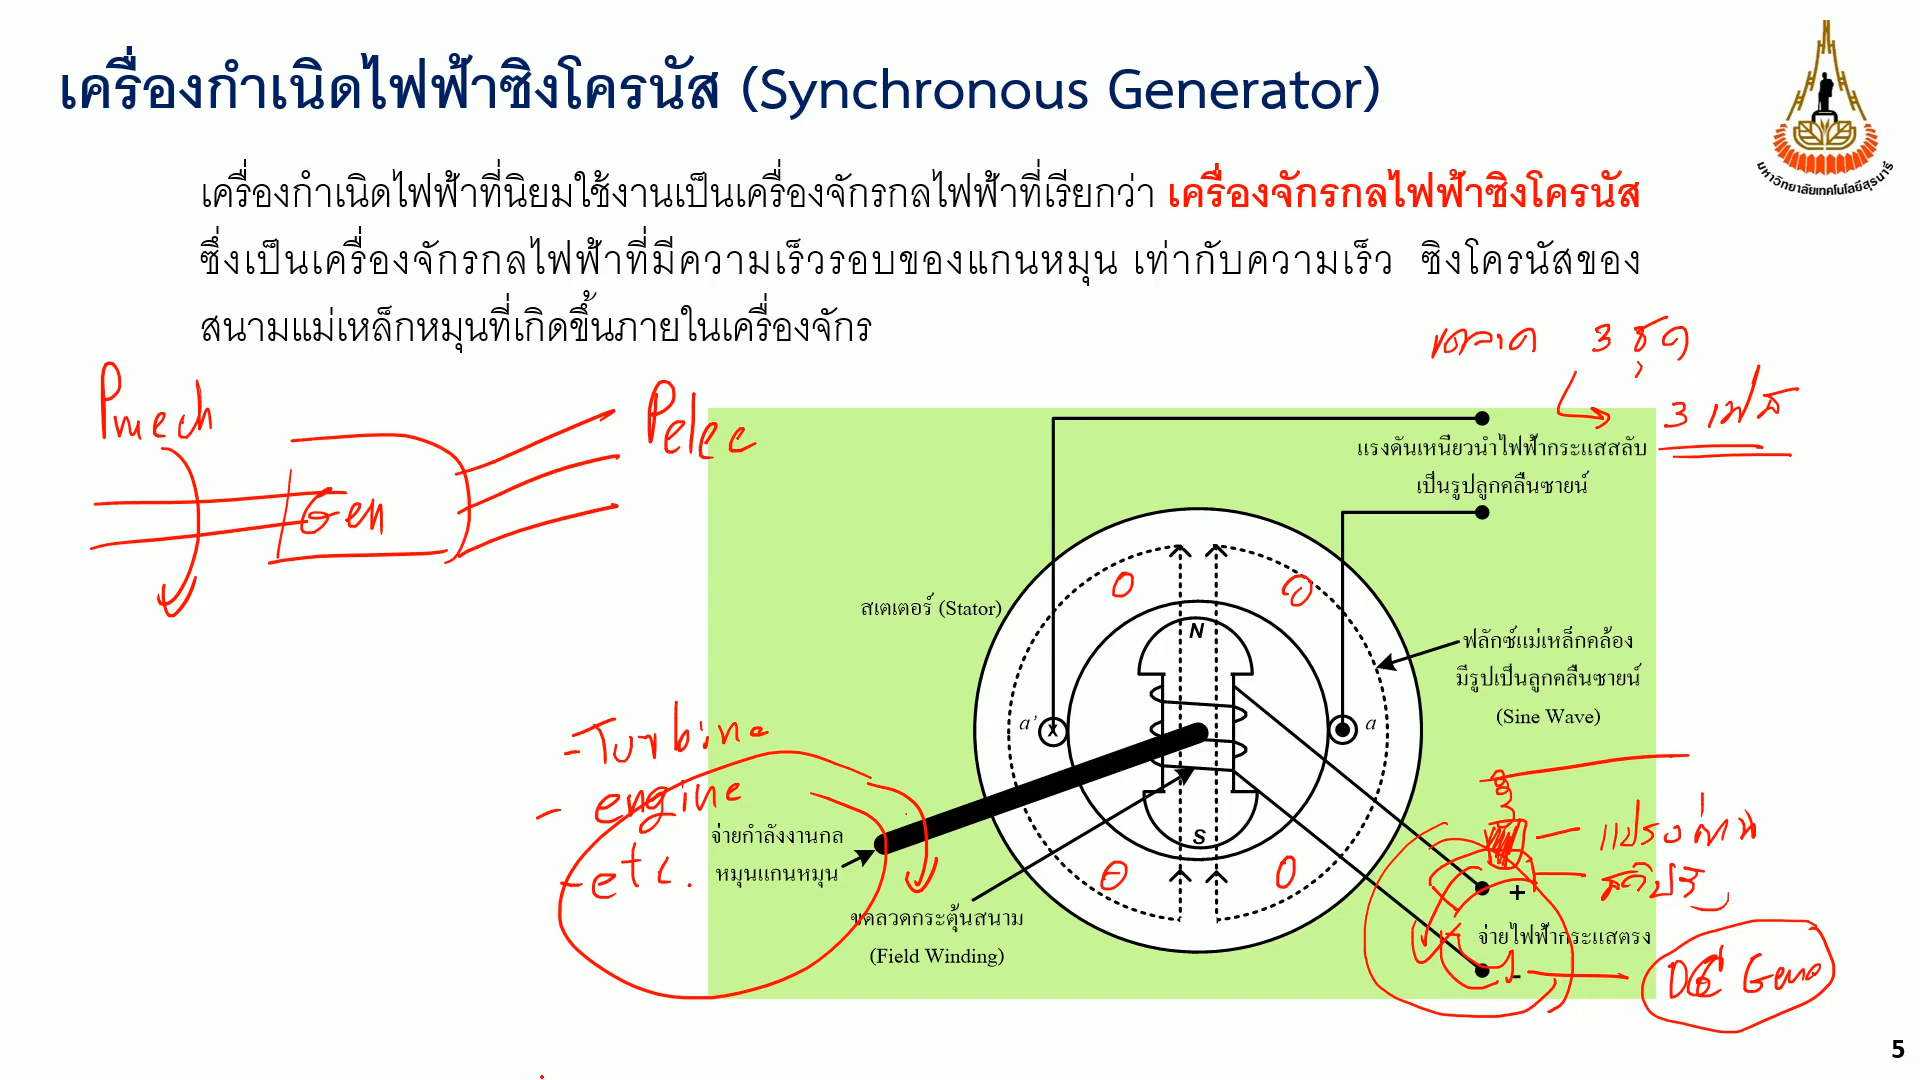 เครื่องกำเนิดไฟฟ้าซิงโครนัส (Synchronous Generator)
มหาวิทยาลัยเทคโนโลยีสุรนารี
เครื่องกำเนิดไฟฟ้าที่นิยมใช้งานเป็นเครื่องจักรกลไฟฟ้าที่เรียกว่า เครื่องจักรกลไฟฟ้าซิงโครนัส
ซึ่งเป็นเครื่องจักรกลไฟฟ้าที่มีความเร็วรอบของแกนหมุน เท่ากับความเร็ว ซิงโครนัสของ
สนามแม่เหล็กหมุนที่เกิดขึ้นภายในเครื่องจักร
ขดลวด 3 ชุด
3 เฟส
Pmech
Gen
Pelec
แรงดันเหนี่ยวนำไฟฟ้ากระแสสลับ
เป็นรูปลูกคลื่นซายน์
สเตเตอร์ (Stator)
N
ฟลักซ์แม่เหล็กคล้อง
มีรูปเป็นลูกคลื่นซายน์
(Sine Wave)
a'
x
a
- Turbine
- engine
- etc.
S
จ่ายกำลังงานกล
หมุนแกนหมุน
ขดลวดกระตุ้นสนาม
(Field Winding)
- แปรงถ่าน
+
จ่ายไฟฟ้ากระแสตรง
-
5